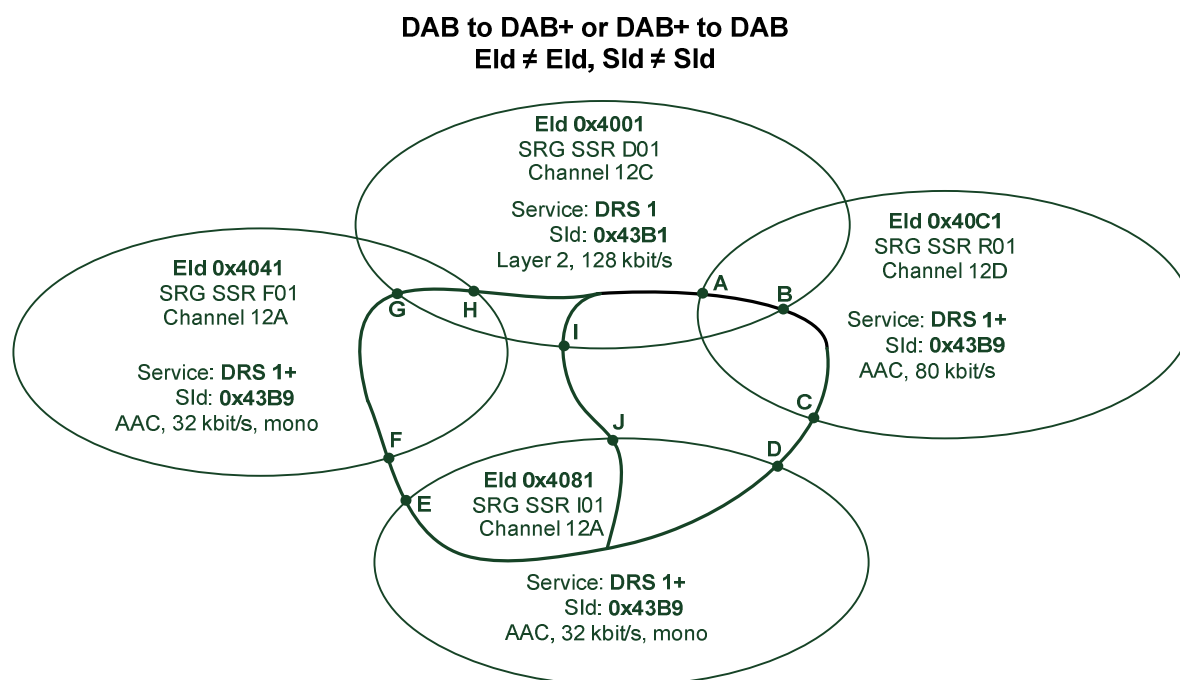 DAB to DAB+ or DAB+ to DAB
EId ≠ EId, SId ≠ SId
EId 0x4001
SRG SSR D01
Channel 12C
Service: DRS 1
SId: 0x43B1
Layer 2, 128 kbit/s
EId 0x40C1
SRG SSR R01
Channel 12D
Service: DRS 1+
SId: 0x43B9
AAC, 80 kbit/s
EId 0x4041
SRG SSR F01
Channel 12A
Service: DRS 1+
SId: 0x43B9
AAC, 32 kbit/s, mono
A
B
G
H
I
C
J
F
D
E
EId 0x4081
SRG SSR I01
Channel 12A
Service: DRS 1+
SId: 0x43B9
AAC, 32 kbit/s, mono